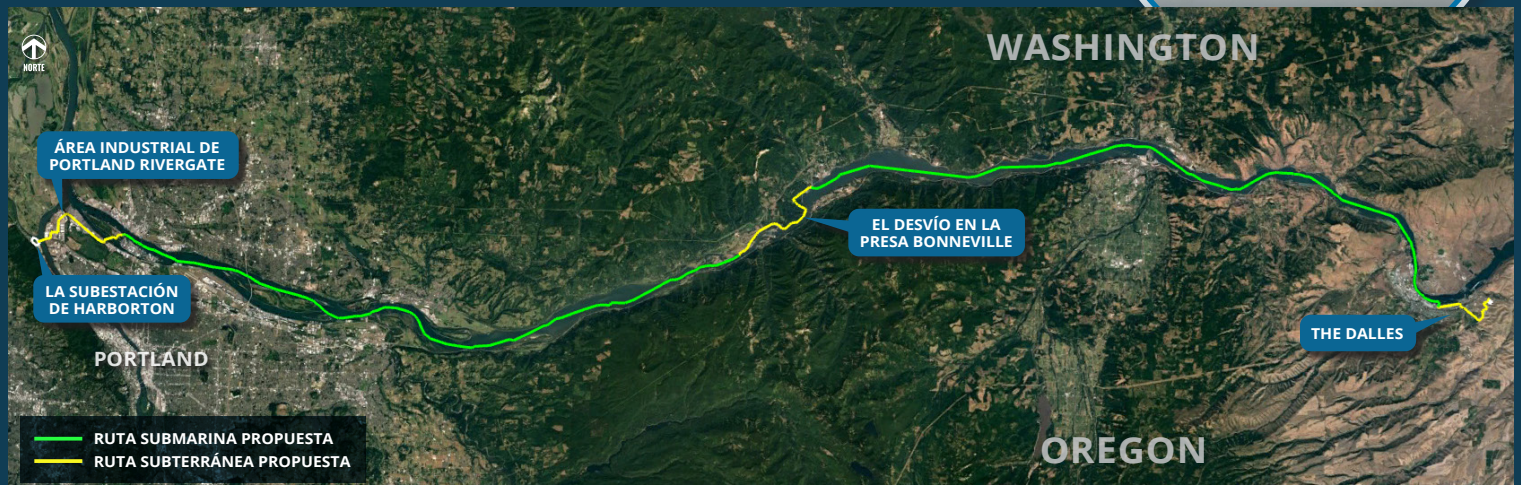 WASHINGTON
NORTE
ÁREA INDUSTRIAL DE
PORTLAND RIVERGATE
EL DESVÍO EN LA
PRESA BONNEVILLE
LA SUBESTACIÓN
DE HARBORTON
THE DALLES
PORTLAND
RUTA SUBMARINA PROPUESTA
RUTA SUBTERRÁNEA PROPUESTA
OREGON